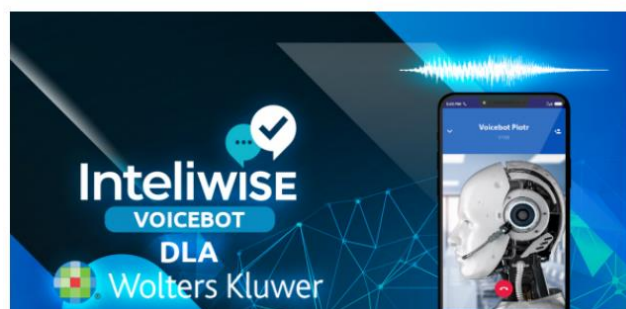 Inteliwise
VOICEBOT
DLA
Wolters Kluwer
Voicebot Piotr